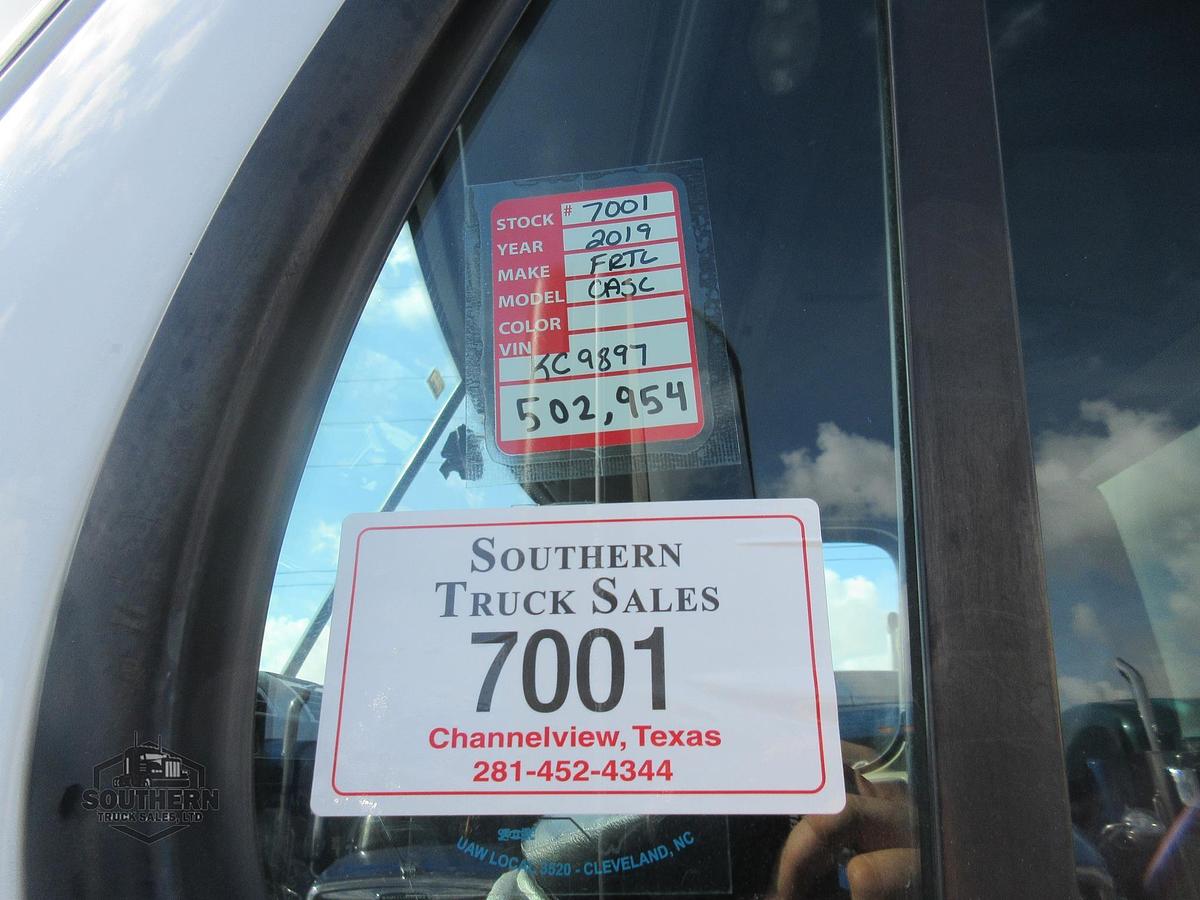 STOCK # 7001
YEAR 2019
MAKE FRTL
MODEL CASC
COLOR
VIN
KC9897
502,954
SOUTHERN
TRUCK SALES
7001
Channelview, Texas
281-452-4344
UAW LOCAL 3520 - CLEVELAND, NC
SOUTHERN
TRUCK SALES, LTD